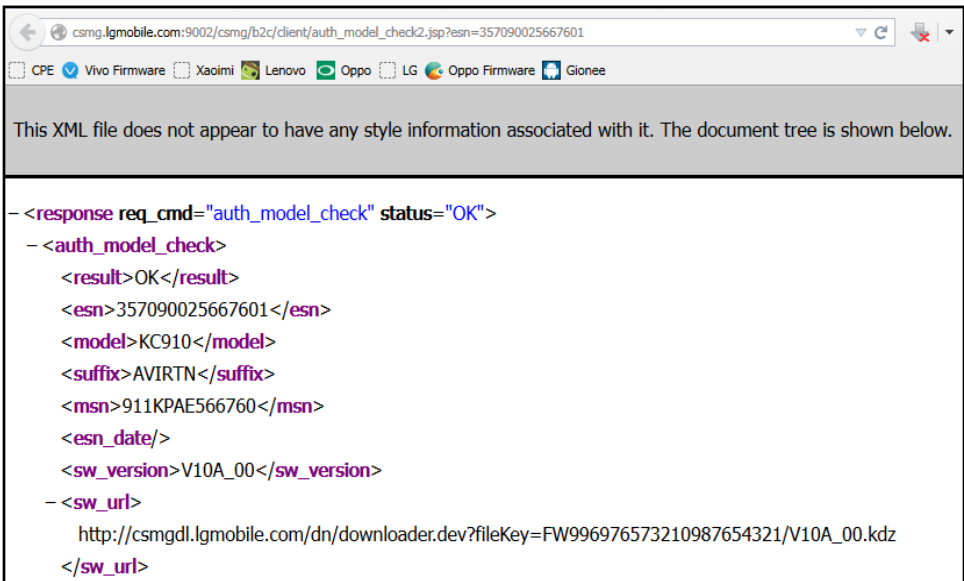 csmg.lgmobile.com:9002/csmg/b2c/client/auth_model_check2.jsp?esn=357090025667601
CPE Vivo Firmware Xaoimi Lenovo Oppo LG Oppo Firmware Gionee
This XML file does not appear to have any style information associated with it. The document tree is shown below.
– <response req_cmd="auth_model_check" status="OK">
– <auth_model_check>
<result>OK</result>
<esn>357090025667601</esn>
<model>KC910</model>
<suffix>AVIRTN</suffix>
<msn>911KPAE566760</msn>
<esn_date/>
<sw_version>V10A_00</sw_version>
– <sw_url>
http://csmgdl.lgmobile.com/dn/downloader.dev?fileKey=FW996976573210987654321/V10A_00.kdz
</sw_url>